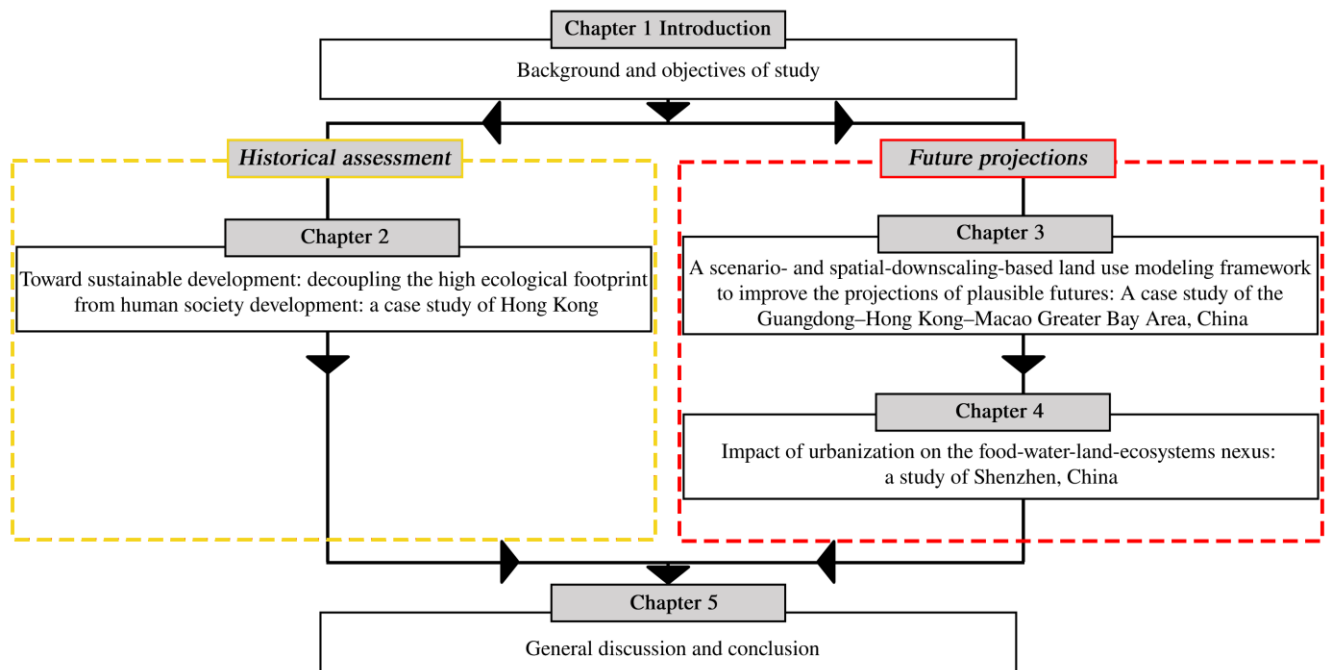 Chapter 1 Introduction
Background and objectives of study
Historical assessment
Future projections
Chapter 2
Toward sustainable development: decoupling the high ecological footprint
from human society development: a case study of Hong Kong
Chapter 3
A scenario- and spatial-downscaling-based land use modeling framework
to improve the projections of plausible futures: A case study of the
Guangdong–Hong Kong–Macao Greater Bay Area, China
Chapter 4
Impact of urbanization on the food-water-land-ecosystems nexus:
a study of Shenzhen, China
Chapter 5
General discussion and conclusion